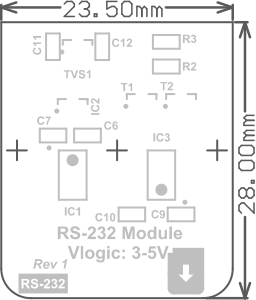 23.50mm
C11
C12
R3
TVS1
R2
T1 T2
IC2
C7
C6
IC3
28.00mm
IC1
C10
C9
RS-232 Module
Vlogic: 3-5V
Rev 1
RS-232